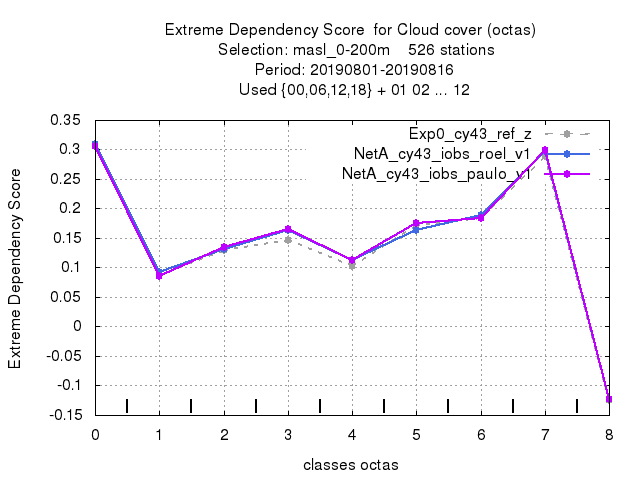 Extreme Dependency Score  for Cloud cover (octas)
Selection: masl_0-200m    526 stations
Period: 20190801-20190816
Used {00,06,12,18} + 01 02 ... 12
Exp0_cy43_ref_z
NetA_cy43_iobs_roel_v1
NetA_cy43_iobs_paulo_v1
Extreme Dependency Score
0.35
0.3
0.25
0.2
0.15
0.1
0.05
0
-0.05
-0.1
-0.15
0 1 2 3 4 5 6 7 8
classes octas